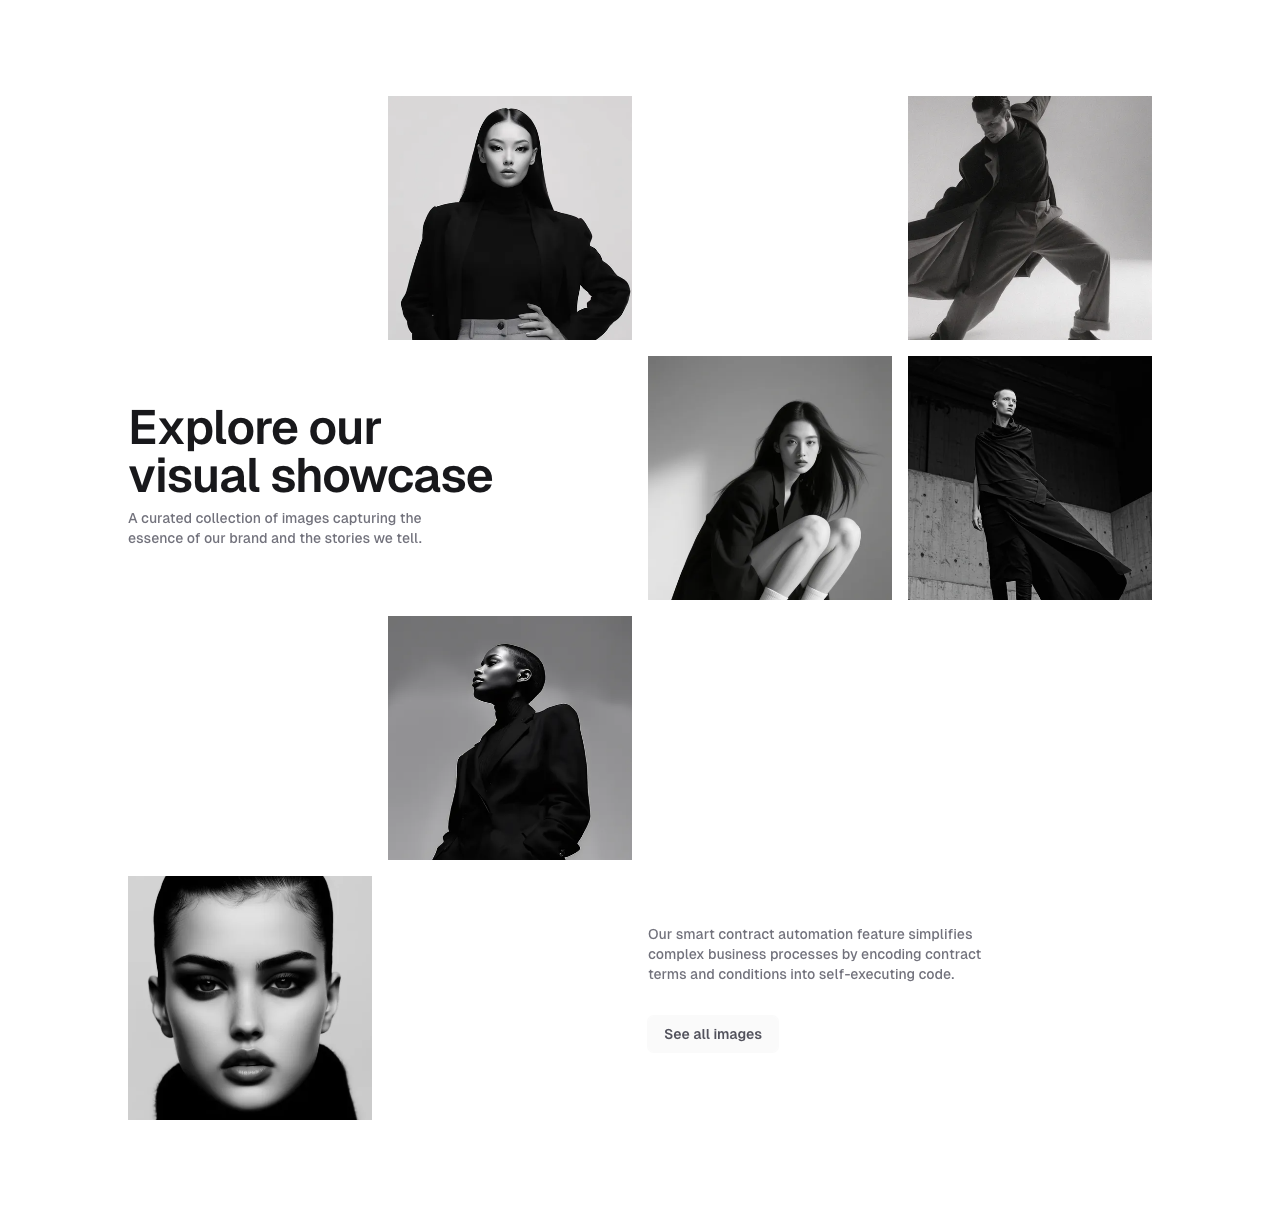 Explore our
visual showcase
A curated collection of images capturing the
essence of our brand and the stories we tell.
Our smart contract automation feature simplifies
complex business processes by encoding contract
terms and conditions into self-executing code.
See all images